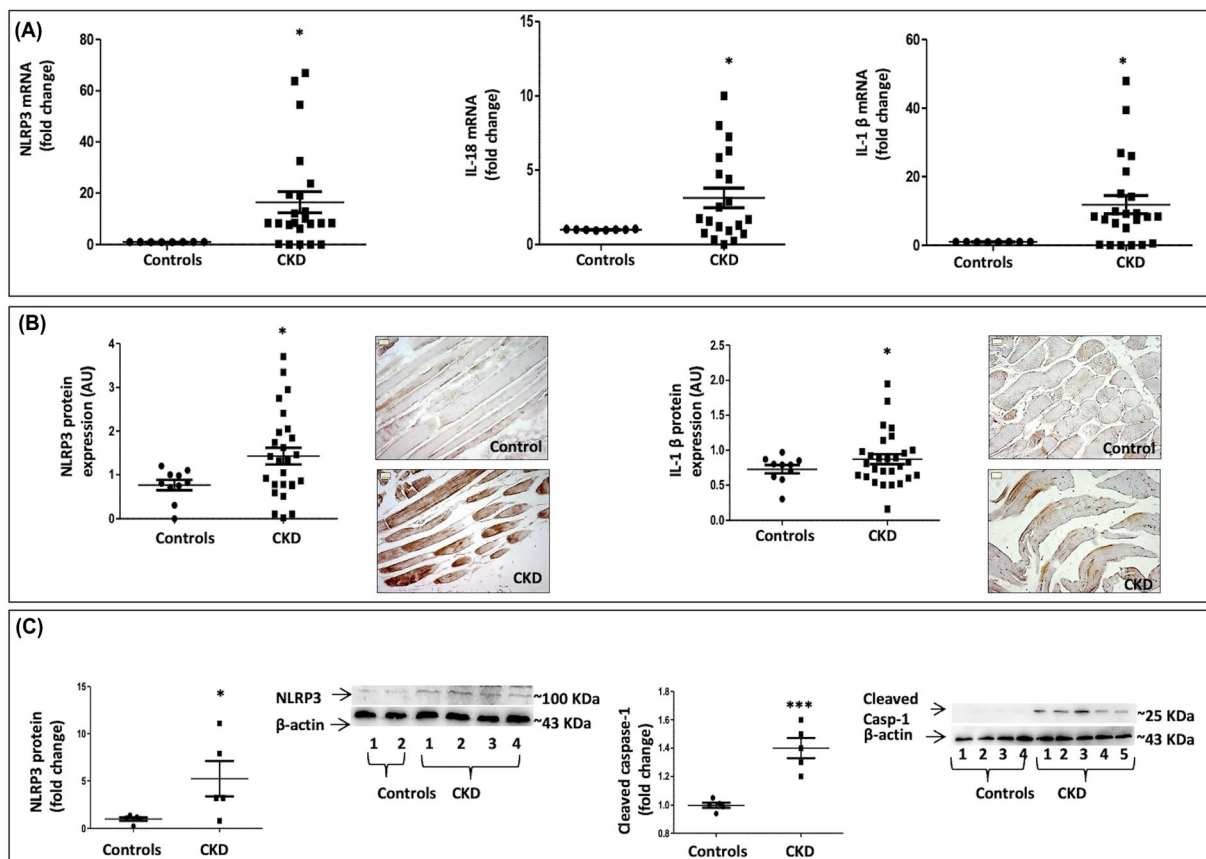 (A)
NLRP3 mRNA
(fold change)
80
60
40
20
0
*
Controls
CKD
IL-18 mRNA
(fold change)
15
10
5
0
*
Controls
CKD
IL-1 β mRNA
(fold change)
60
40
20
0
*
Controls
CKD
(B)
NLRP3 protein
expression (AU)
4
3
2
1
0
*
Controls
CKD
Control
CKD
IL-1 β protein
expression (AU)
2.5
2.0
1.5
1.0
0.5
0.0
*
Controls
CKD
Control
CKD
(C)
NLRP3 protein
(fold change)
15
10
5
0
*
Controls
CKD
NLRP3
~100 KDa
β-actin
~43 KDa
1 2 1 2 3 4
Controls CKD
Cleaved caspase-1
(fold change)
1.8
1.6
1.4
1.2
1.0
0.8
***
Controls
CKD
Cleaved
Casp-1
~25 KDa
β-actin
~43 KDa
1 2 3 4 1 2 3 4 5
Controls CKD